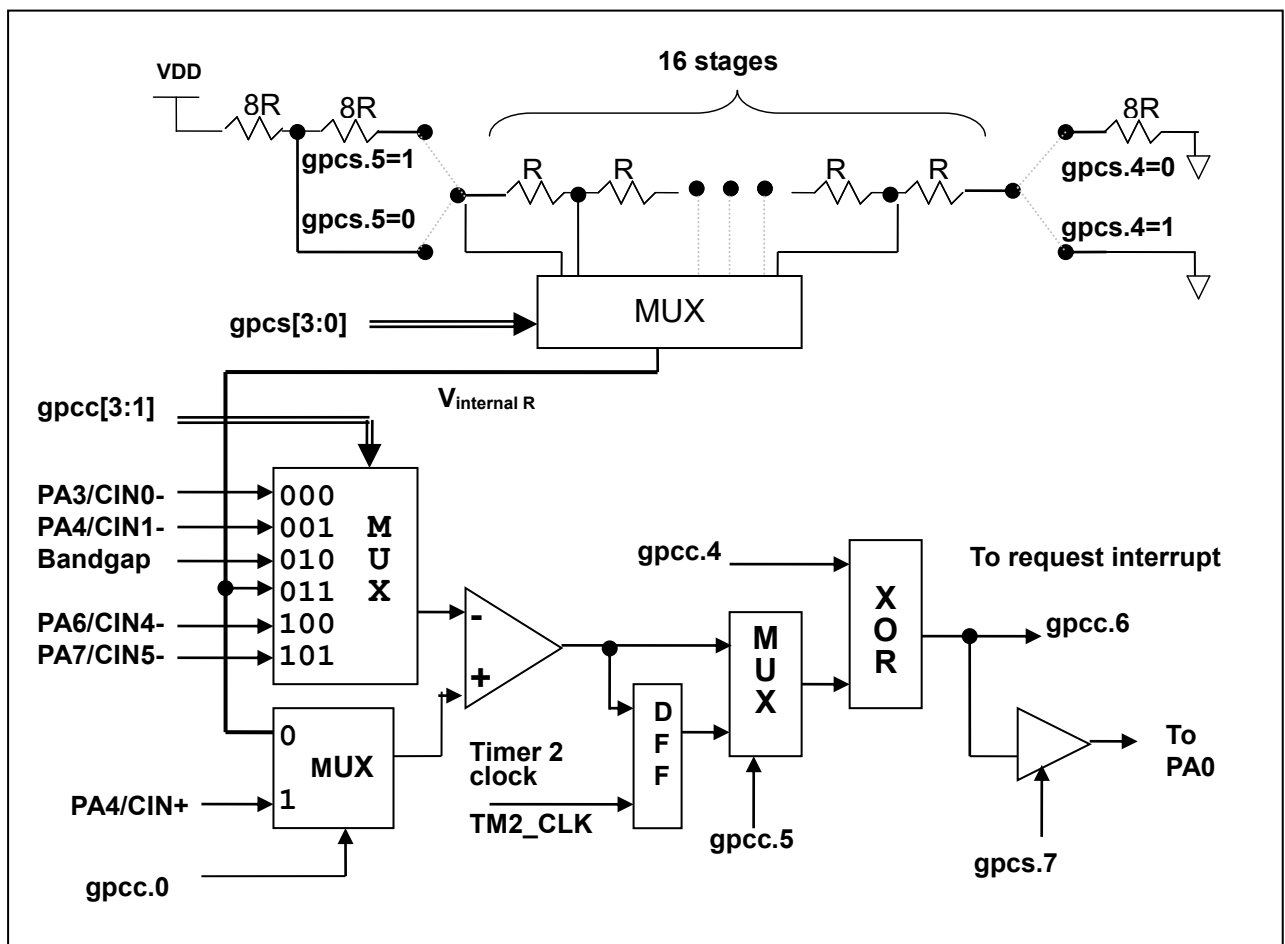 16 stages
VDD
8R
8R
8R
gpcs.5=1
R
R
R
R
gpcs.4=0
gpcs.5=0
gpcs.4=1
MUX
gpcs[3:0]
V internal R
gpcc[3:1]
PA3/CIN0-
000
PA4/CIN1-
001
M
Bandgap
010
U
011
X
PA6/CIN4-
100
PA7/CIN5-
101
-
+
gpcc.4
To request interrupt
X
O
R
gpcc.6
M
U
X
D
F
F
0
MUX
1
Timer 2
clock
TM2_CLK
To
PA0
PA4/CIN+
gpcc.5
gpcs.7
gpcc.0